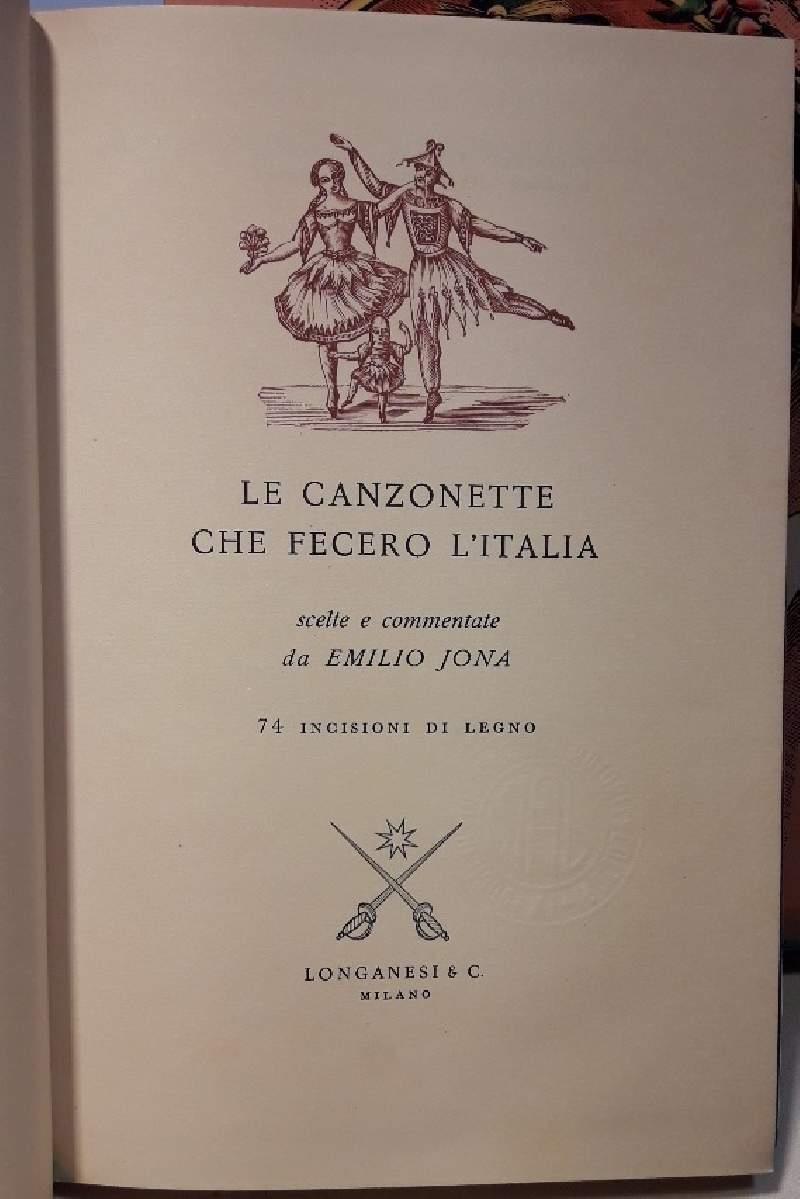 LE CANZONETTE
CHE FECERO L'ITALIA
scelte e commentate
da EMILIO JONA
74 INCISIONI DI LEGNO
LONGANESI & C.
MILANO